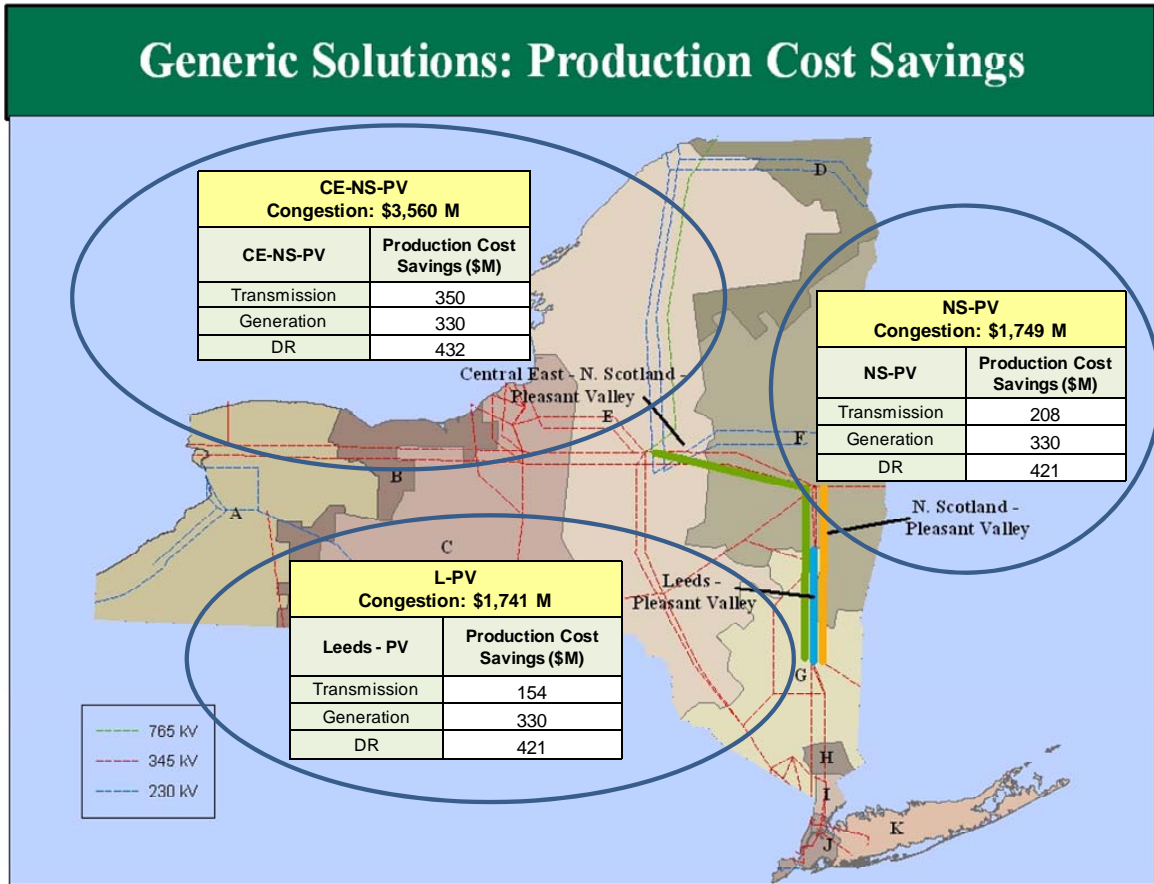 Generic Solutions: Production Cost Savings
CE-NS-PV
Congestion: $3,560 M
CE-NS-PV
Production Cost
Savings ($M)
Transmission
350
Generation
330
DR
432
D
NS-PV
Congestion: $1,749 M
NS-PV
Production Cost
Savings ($M)
Transmission
208
Generation
330
DR
421
Central East - N. Scotland -
Pleasant Valley
E
F
B
A
C
N. Scotland -
Pleasant Valley
Leeds -
Pleasant Valley
L-PV
Congestion: $1,741 M
Leeds - PV
Production Cost
Savings ($M)
Transmission
154
Generation
330
DR
421
G
H
I
K
J
765 kV
345 kV
230 kV